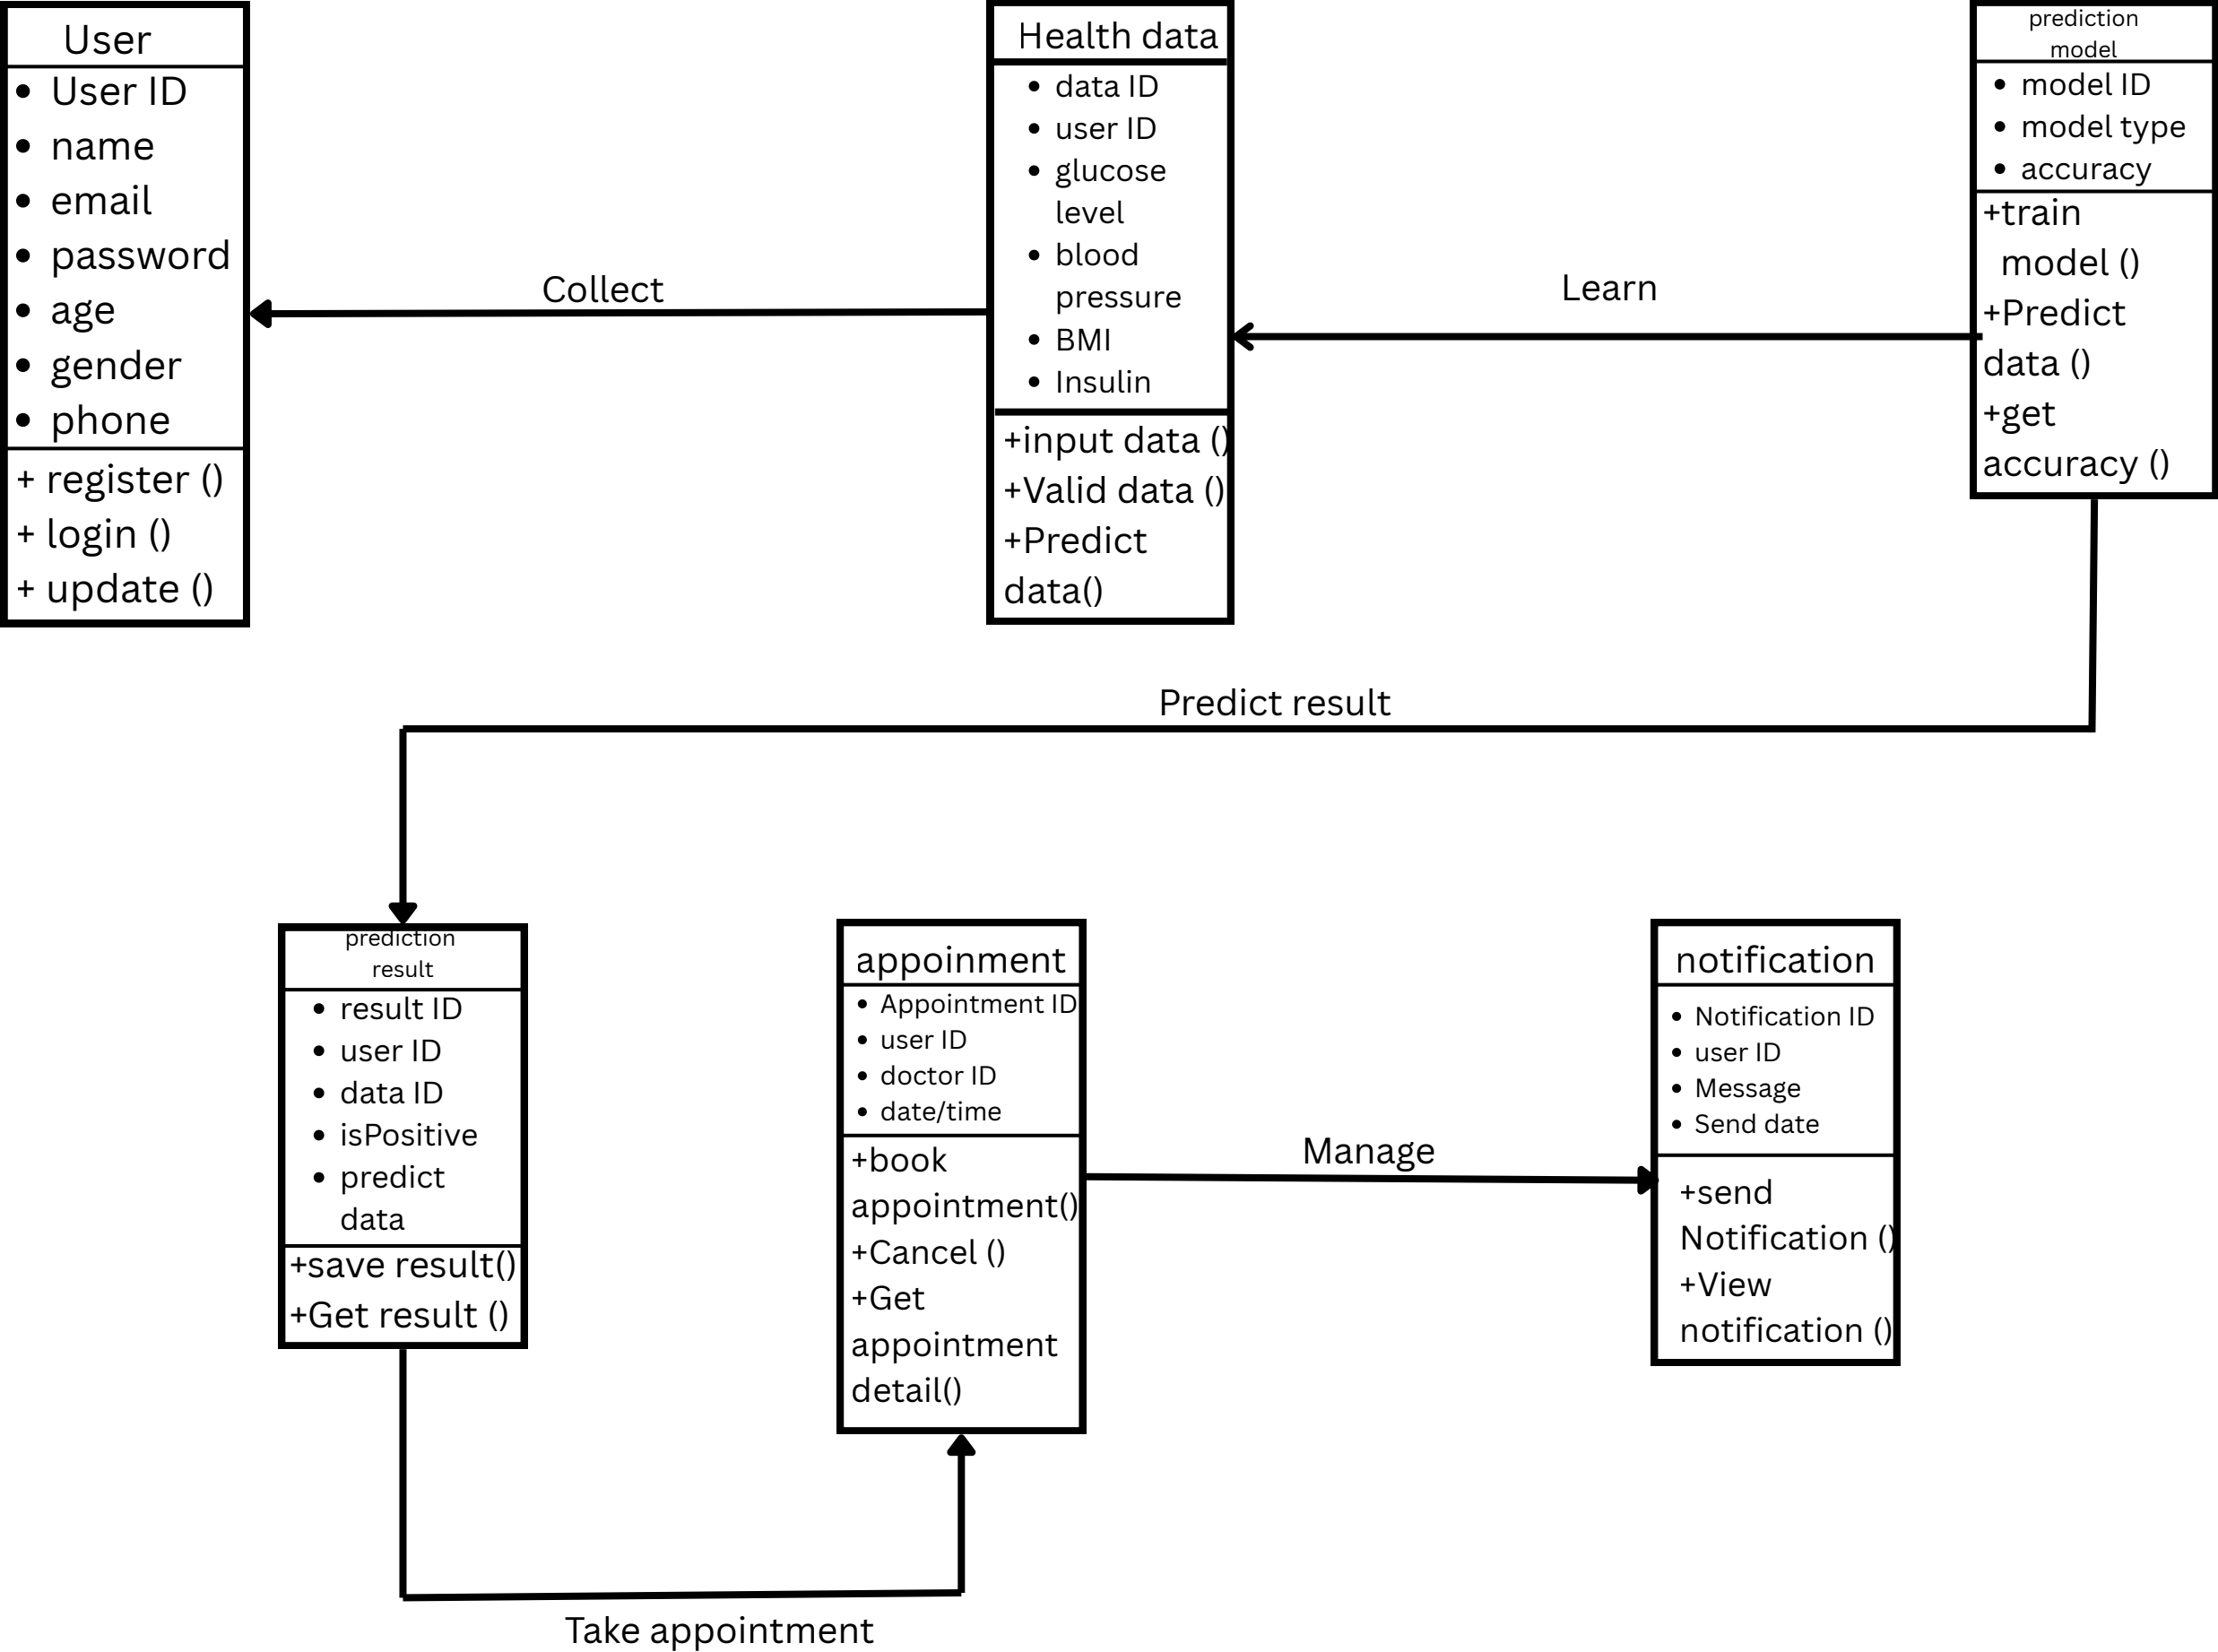 User
• User ID
• name
• email
• password
• age
• gender
• phone
+ register ()
+ login ()
+ update ()
Collect
Health data
• data ID
• user ID
• glucose
level
• blood
pressure
• BMI
• Insulin
+input data ()
+Valid data ()
+Predict
data()
Learn
prediction
model
• model ID
• model type
• accuracy
+train
model ()
+Predict
data ()
+get
accuracy ()
Predict result
prediction
result
• result ID
• user ID
• data ID
• isPositive
• predict
data
+save result()
+Get result ()
Take appointment
appoinment
• Appointment ID
• user ID
• doctor ID
• date/time
+book
appointment()
+Cancel ()
+Get
appointment
detail()
Manage
notification
• Notification ID
• user ID
• Message
• Send date
+send
Notification ()
+View
notification ()